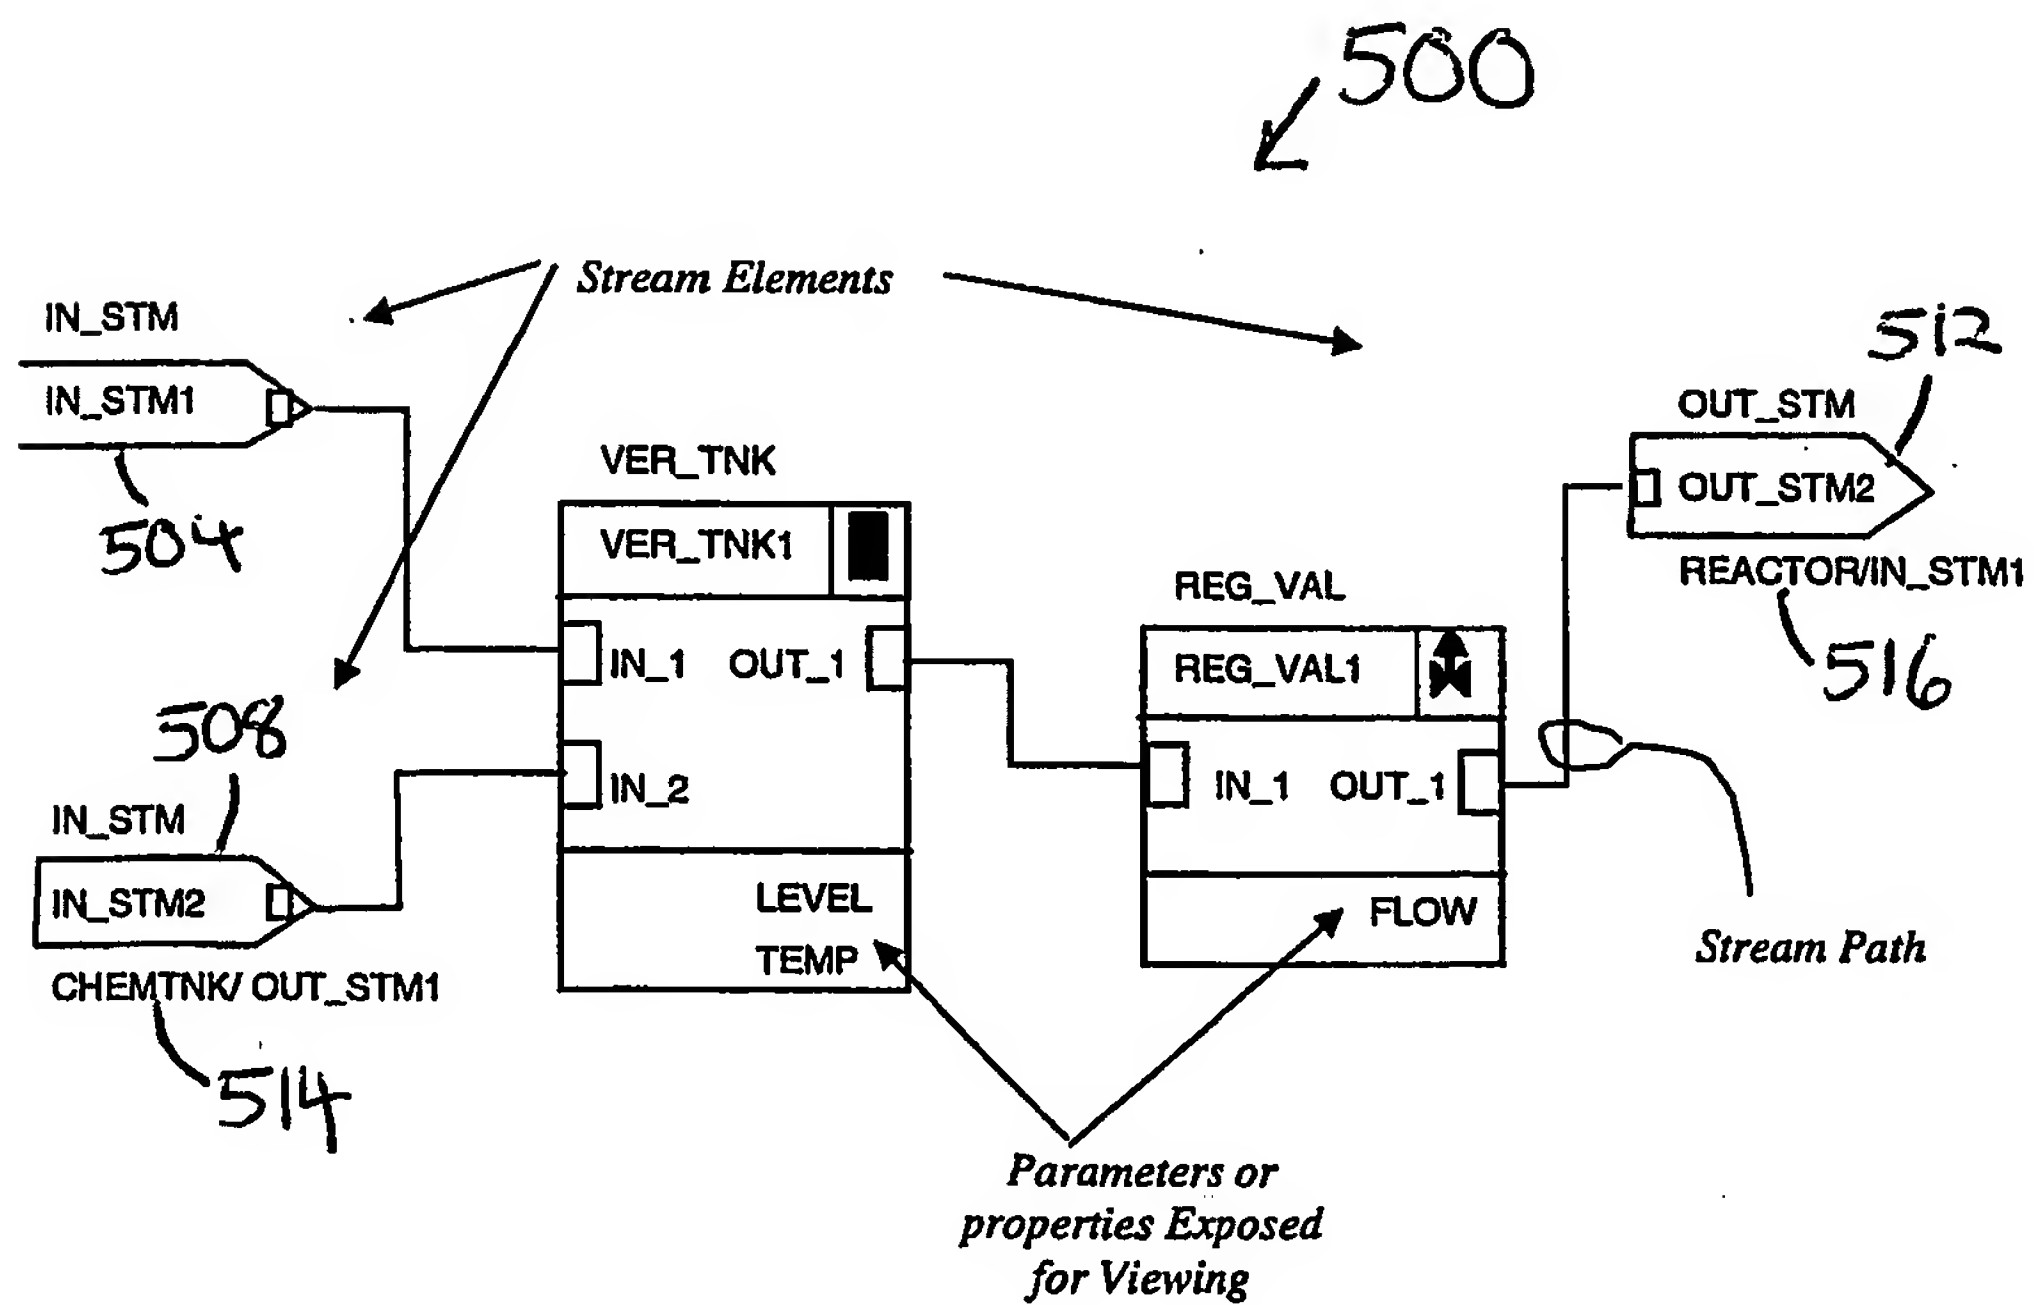 500
Stream Elements
IN_STM
IN_STM1
504
512
OUT_STM
OUT_STM2
REACTOR/IN_STM1
516
VER_TNK
VER_TNK1
IN_1 OUT_1
IN_2
LEVEL
TEMP
REG_VAL
REG_VAL1
IN_1 OUT_1
FLOW
508
IN_STM
IN_STM2
CHEMTNK/ OUT_STM1
514
Stream Path
Parameters or
properties Exposed
for Viewing